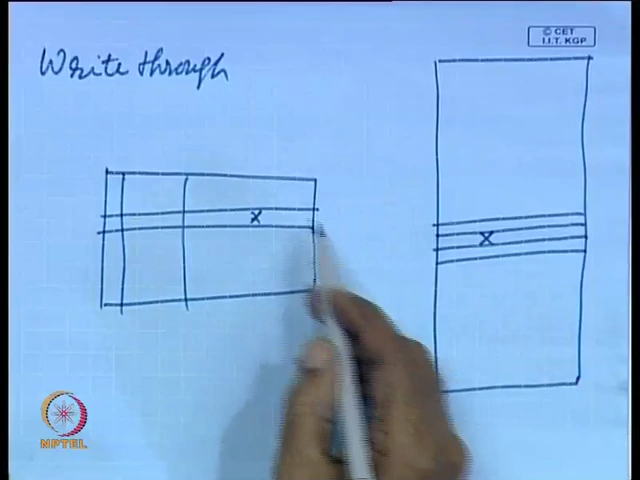 © CET
I.I.T. KGP
Write through
x
x
NPTEL